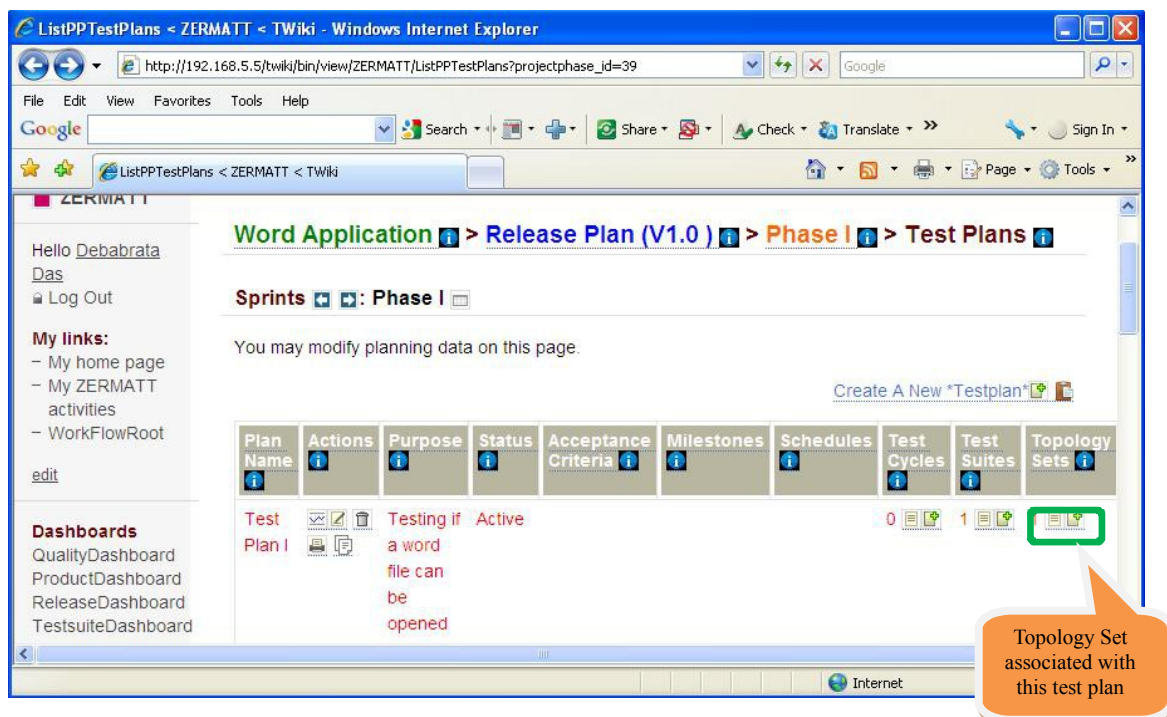 ListPPTestPlans < ZERMATT < TWiki - Windows Internet Explorer
http://192.168.5.5/twiki/bin/view/ZERMATT/ListPPTestPlans?projectphase_id=39
Google
File Edit View Favorites Tools Help
Google Search Share Check Translate >> Sign In
ListPPTestPlans < ZERMATT < TWiki
Page Tools >>
ZERMATT
Hello Debabrata
Das
Log Out
My links:
– My home page
– My ZERMATT
activities
– WorkFlowRoot
edit
Dashboards
QualityDashboard
ProductDashboard
ReleaseDashboard
TestsuiteDashboard
Word Application > Release Plan (V1.0 ) > Phase I > Test Plans
Sprints : Phase I
You may modify planning data on this page.
Create A New *Testplan*
Plan Actions Purpose Status Acceptance Milestones Schedules Test Test Topology
Name Criteria Cycles Suites Sets
Test Testing if Active 0 1 1
Plan I a word
file can
be
opened
Internet
Topology Set
associated with
this test plan